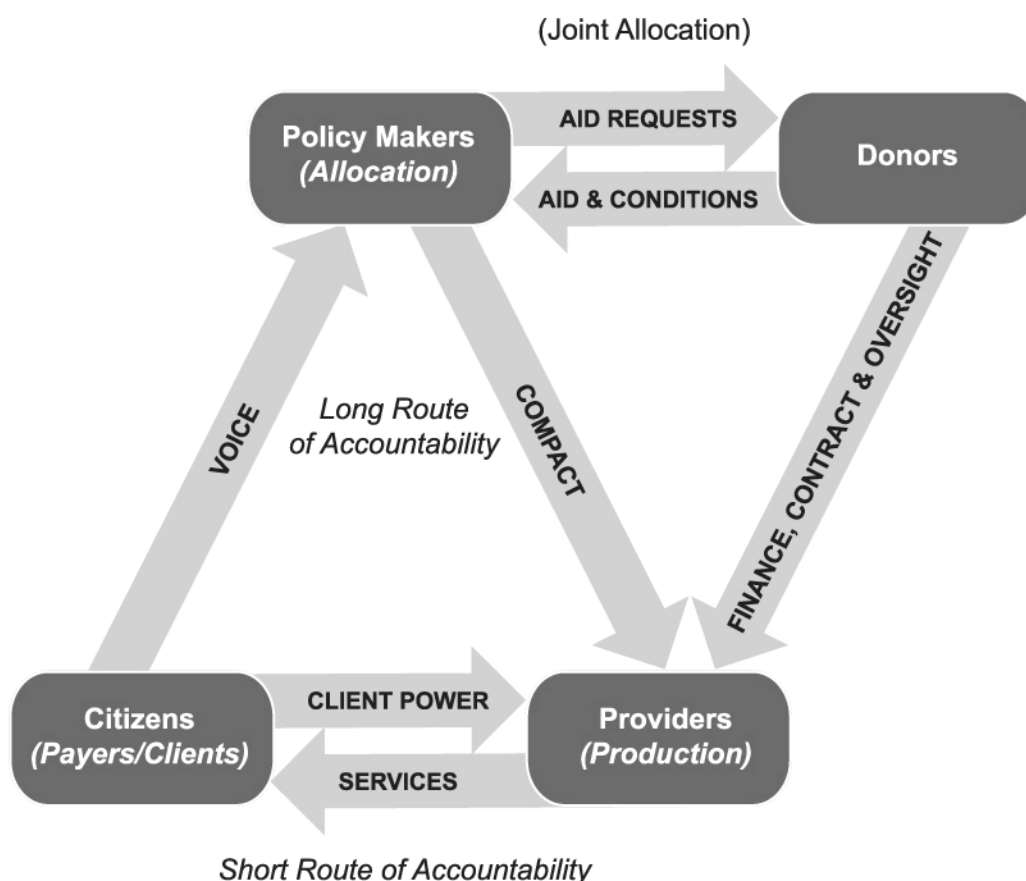 (Joint Allocation)
Policy Makers
(Allocation)
AID REQUESTS
AID & CONDITIONS
Donors
VOICE
Long Route
of Accountability
COMPACT
FINANCE, CONTRACT & OVERSIGHT
Citizens
(Payers/Clients)
CLIENT POWER
SERVICES
Providers
(Production)
Short Route of Accountability